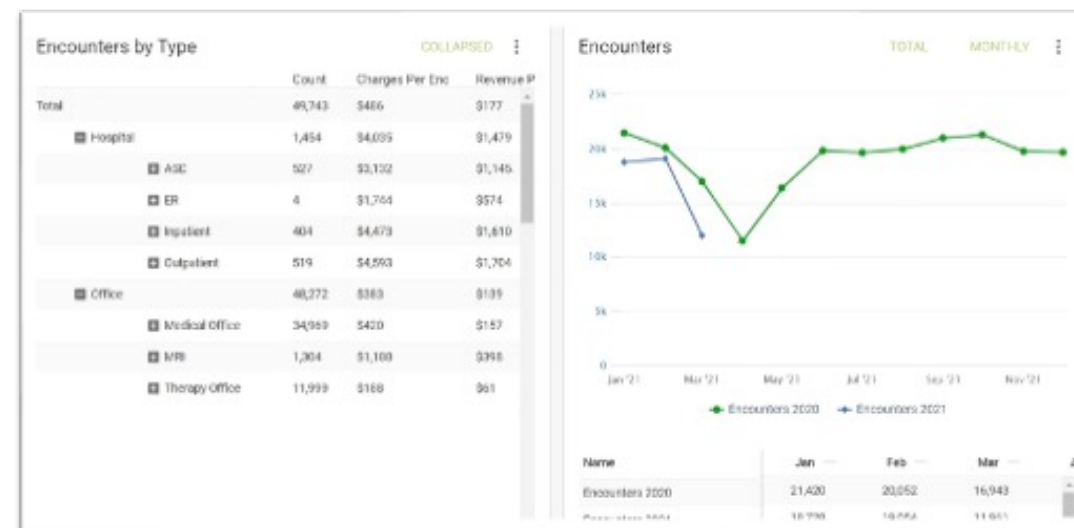 Encounters by Type COLLAPSED
Count Charges Per Enc Revenue P
Total 49,743 $486 $177
Hospital 1,454 $4,035 $1,479
ASC 527 $3,132 $1,145
ER 4 $1,744 $574
Inpatient 404 $4,473 $1,610
Outpatient 519 $4,593 $1,704
Office 48,272 $383 $139
Medical Office 34,969 $420 $157
MRI 1,304 $1,188 $398
Therapy Office 11,999 $188 $61
Encounters TOTAL MONTHLY
25k
20k
15k
10k
5k
0
Jan '21 Mar '21 May '21 Jul '21 Sep '21 Nov '21
Encounters 2020 Encounters 2021
Name Jan Feb Mar
Encounters 2020 21,420 20,052 16,943